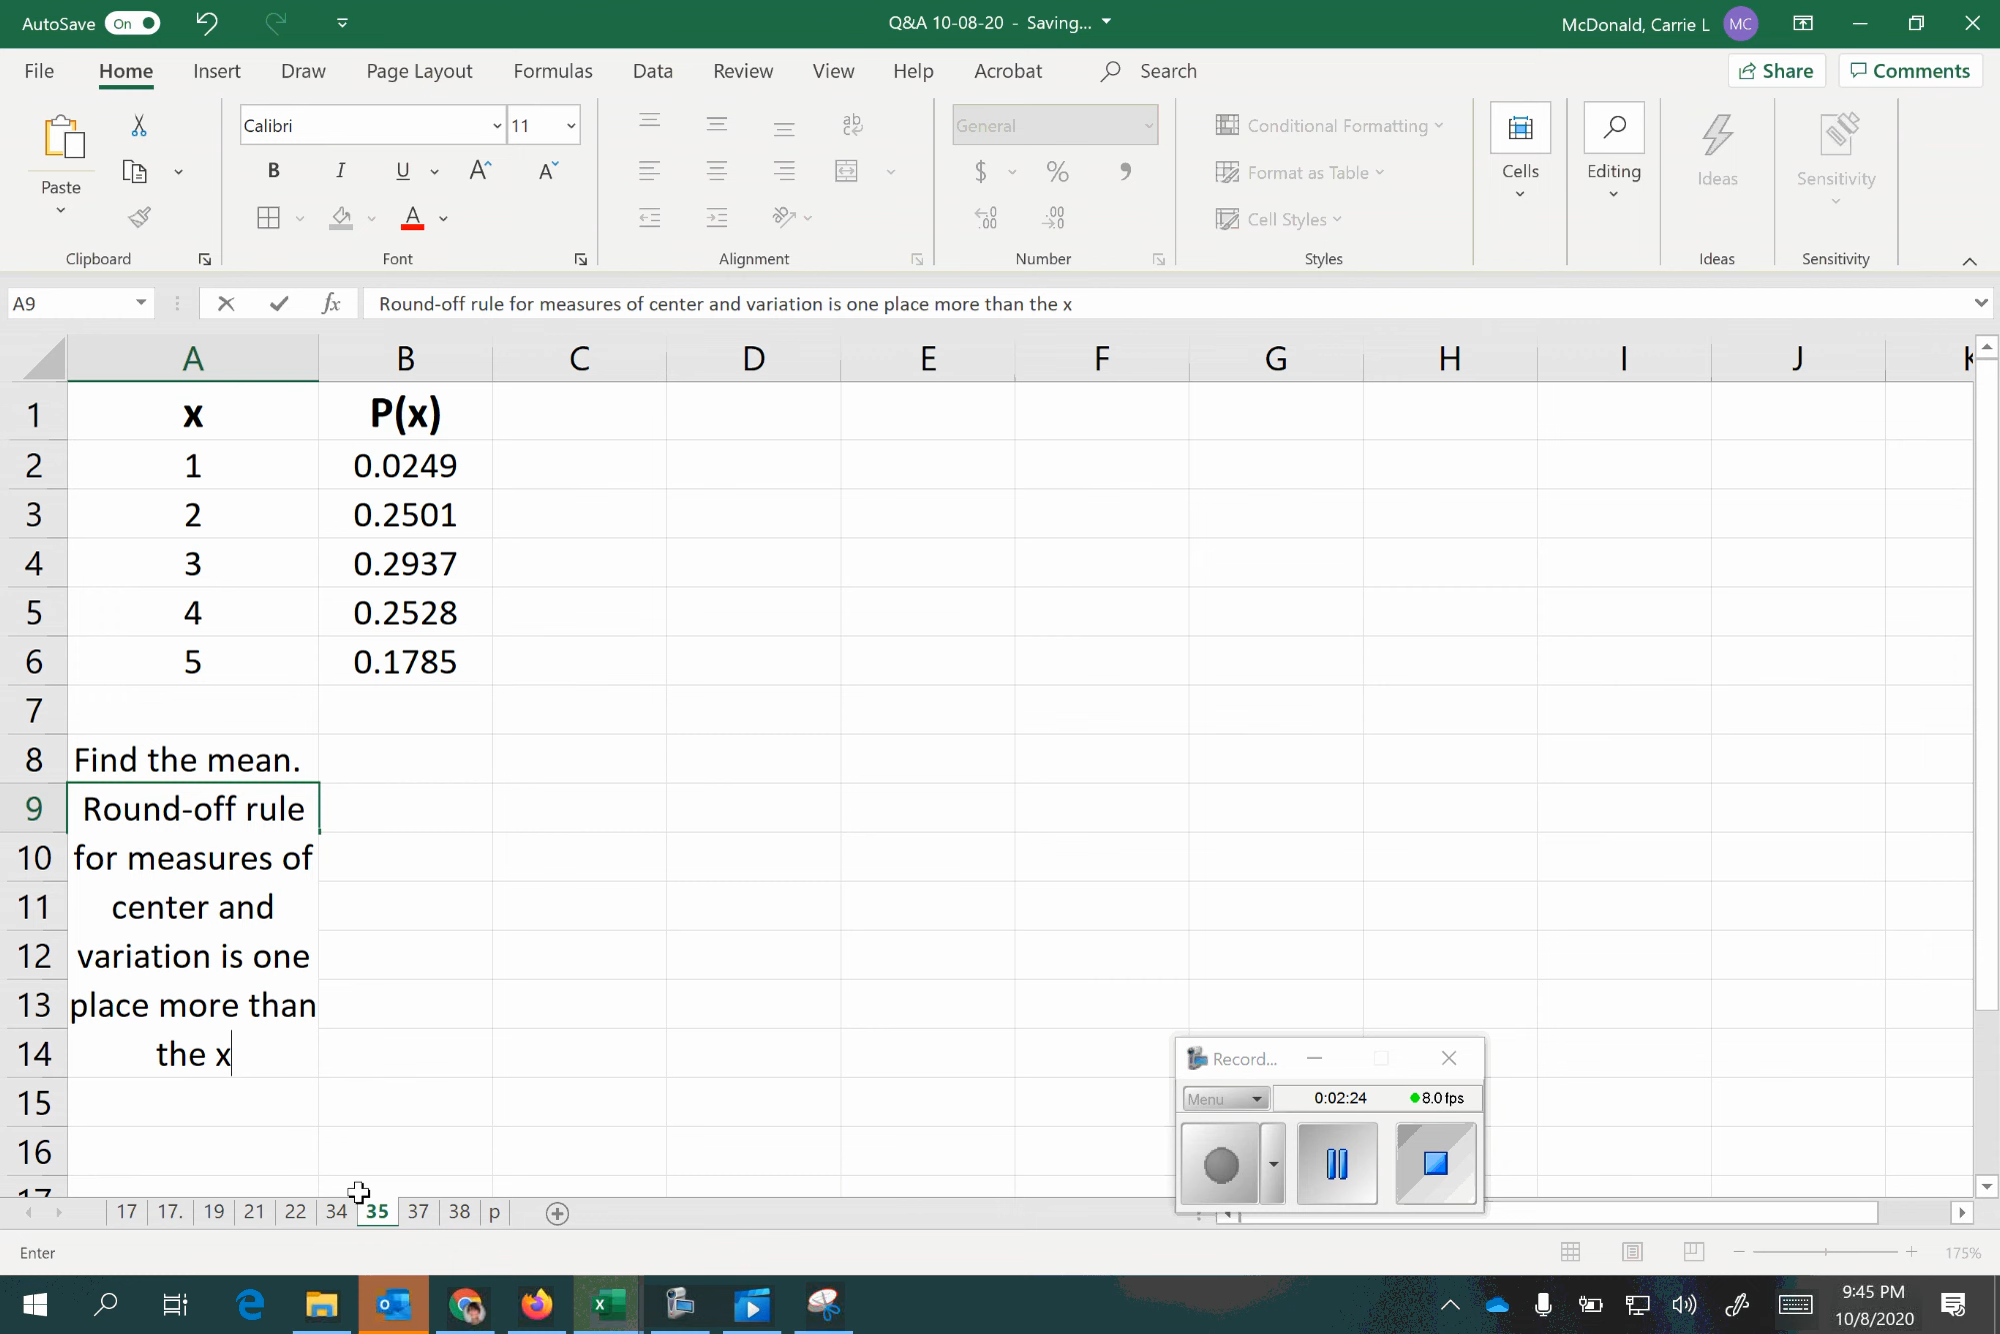 AutoSave On Q&A 10-08-20 - Saving... McDonald, Carrie L MC
File Home Insert Draw Page Layout Formulas Data Review View Help Acrobat Search Share Comments
Calibri 11 ab General $ % , Conditional Formatting Format as Table Cell Styles
Paste B I U A A Cells Editing Ideas Sensitivity
Clipboard Font Alignment Number Styles Ideas Sensitivity
A9 fx Round-off rule for measures of center and variation is one place more than the x
A B C D E F G H I J K
1 x P(x)
2 1 0.0249
3 2 0.2501
4 3 0.2937
5 4 0.2528
6 5 0.1785
7
8 Find the mean.
9 Round-off rule
10 for measures of
11 center and
12 variation is one
13 place more than
14 the x
15
16
17
Record...
Menu 0:02:24 8.0 fps
17 17. 19 21 22 34 35 37 38 p
Enter 175%
9:45 PM
10/8/2020